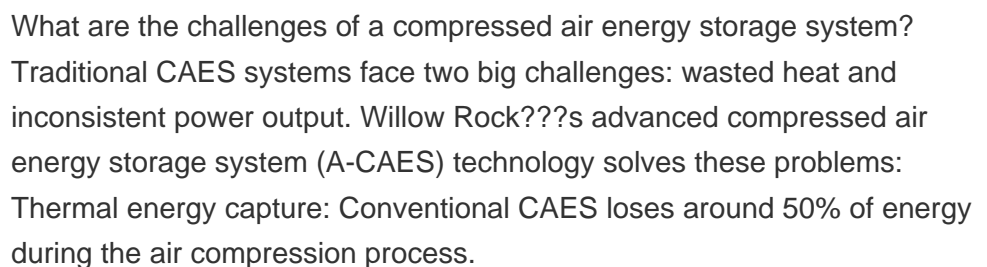 What are the challenges of a compressed air energy storage system?
Traditional CAES systems face two big challenges: wasted heat and
inconsistent power output. Willow Rock???s advanced compressed air
energy storage system (A-CAES) technology solves these problems:
Thermal energy capture: Conventional CAES loses around 50% of energy
during the air compression process.